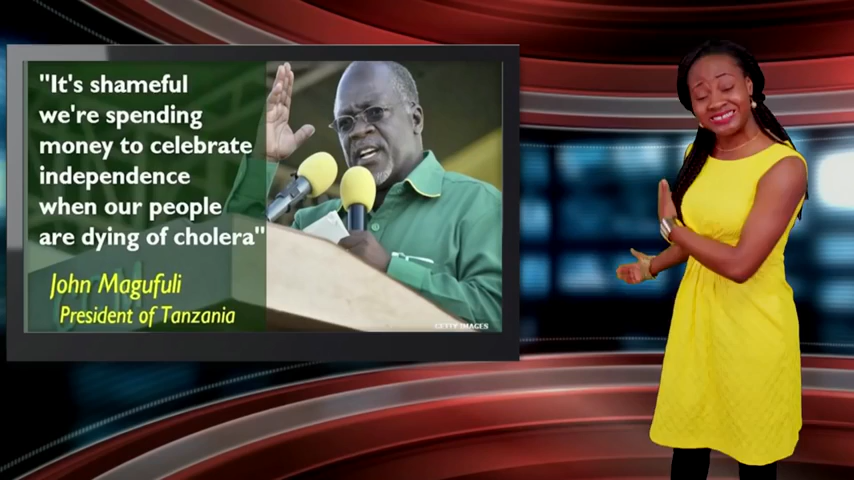 "It's shameful
we're spending
money to celebrate
independence
when our people
are dying of cholera"
John Magufuli
President of Tanzania
GETTY IMAGES